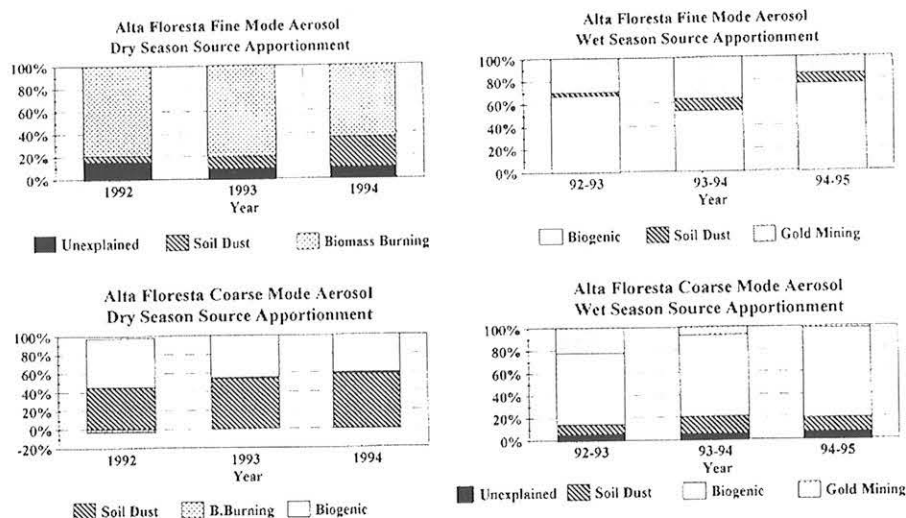 Alta Floresta Fine Mode Aerosol
Dry Season Source Apportionment
100%
80%
60%
40%
20%
0%
1992
1993
1994
Year
Unexplained
Soil Dust
Biomass Burning
Alta Floresta Fine Mode Aerosol
Wet Season Source Apportionment
100%
80%
60%
40%
20%
0%
92-93
93-94
94-95
Year
Biogenic
Soil Dust
Gold Mining
Alta Floresta Coarse Mode Aerosol
Dry Season Source Apportionment
100%
80%
60%
40%
20%
0%
-20%
1992
1993
1994
Year
Soil Dust
B.Burning
Biogenic
Alta Floresta Coarse Mode Aerosol
Wet Season Source Apportionment
100%
80%
60%
40%
20%
0%
92-93
93-94
94-95
Year
Unexplained
Soil Dust
Biogenic
Gold Mining